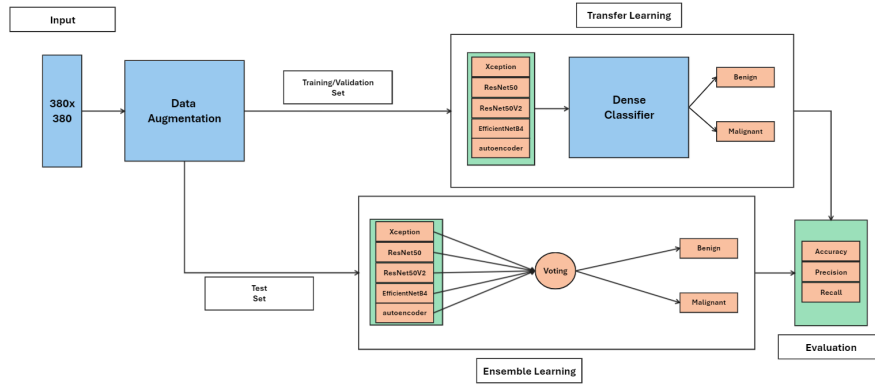 Input
380x
380
Data
Augmentation
Training/Validation
Set
Test
Set
Transfer Learning
Xception
ResNet50
ResNet50V2
EfficientNetB4
autoencoder
Dense
Classifier
Benign
Malignant
Xception
ResNet50
ResNet50V2
EfficientNetB4
autoencoder
Voting
Benign
Malignant
Ensemble Learning
Accuracy
Precision
Recall
Evaluation